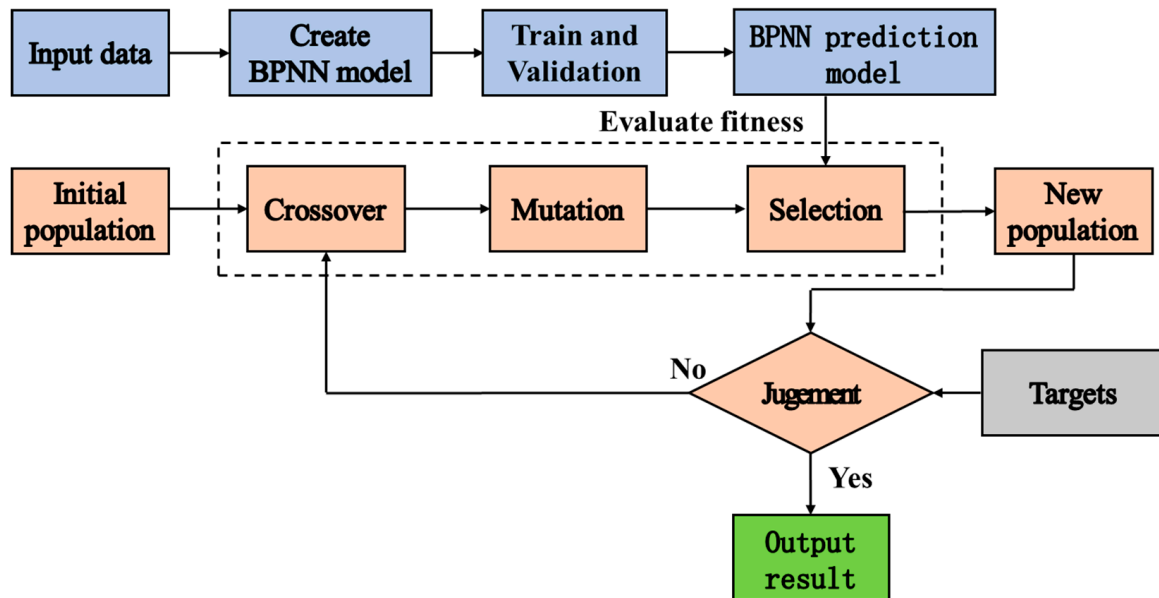 Input data
Create
BPNN model
Train and
Validation
BPNN prediction
model
Evaluate fitness
Initial
population
Crossover
Mutation
Selection
New
population
No
Jugement
Targets
Yes
Output
result